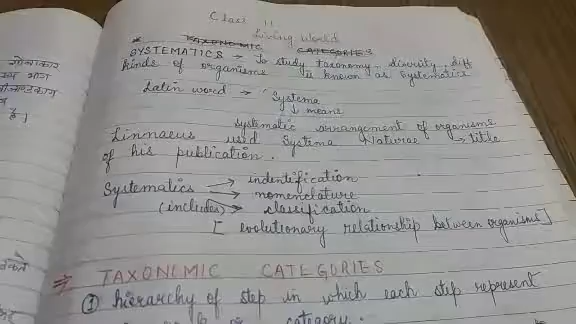 Class 11
Living World
* TAXONOMIC CATEGORIES
SYSTEMATICS → To study taxonomy, diversity, diff
kinds of organisms is known as Systematics
Latin word → "Systema
↓ means
systematic arrangement of organisms
Linnaeus used Systema Naturae → title
of his publication.
Systematics → indentification
→ nomenclature
(includes) → classification
[evolutionary relationship between organisms]
⇒ TAXONOMIC CATEGORIES
① hierarchy of step in which each step represent
category.
है।